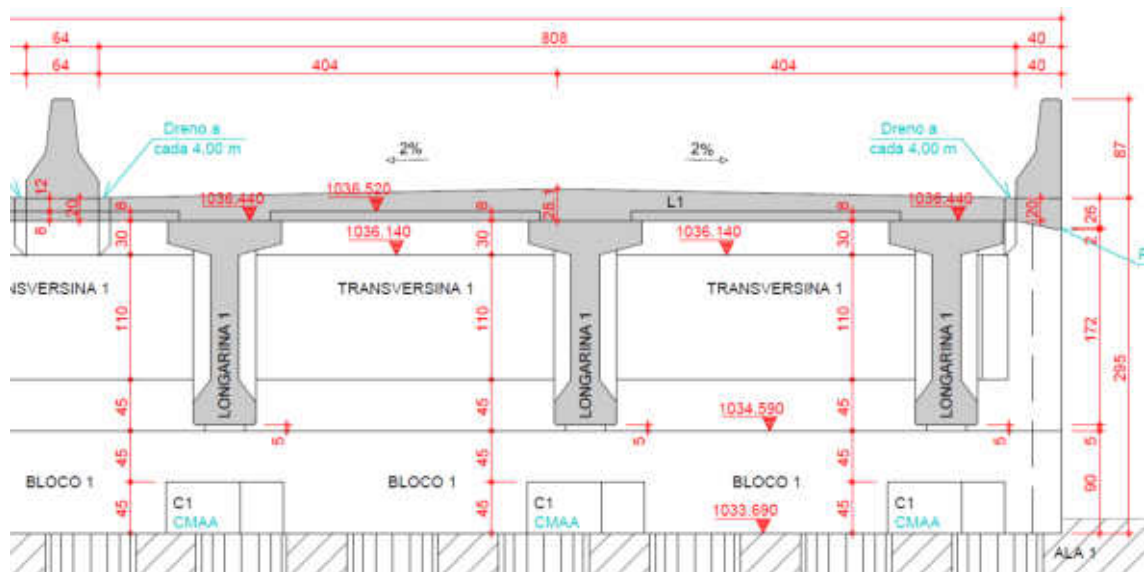 64
808
40
64
404
404
40
Dreno a
cada 4,00 m
2%
2%
Dreno a
cada 4,00 m
87
12
20
8
1036.440
1036.520
8
28.1
L1
8
1036.440
20
26
2
30
1036.140
30
1036.140
30
TRANSVERSINA 1
TRANSVERSINA 1
110
LONGARINA 1
110
LONGARINA 1
110
LONGARINA 1
172
295
45
5
45
5
1034.590
45
5
5
45
45
45
BLOCO 1
BLOCO 1
BLOCO 1
90
C1
CMAA
45
C1
CMAA
45
1033.690
45
C1
CMAA
ALA 1